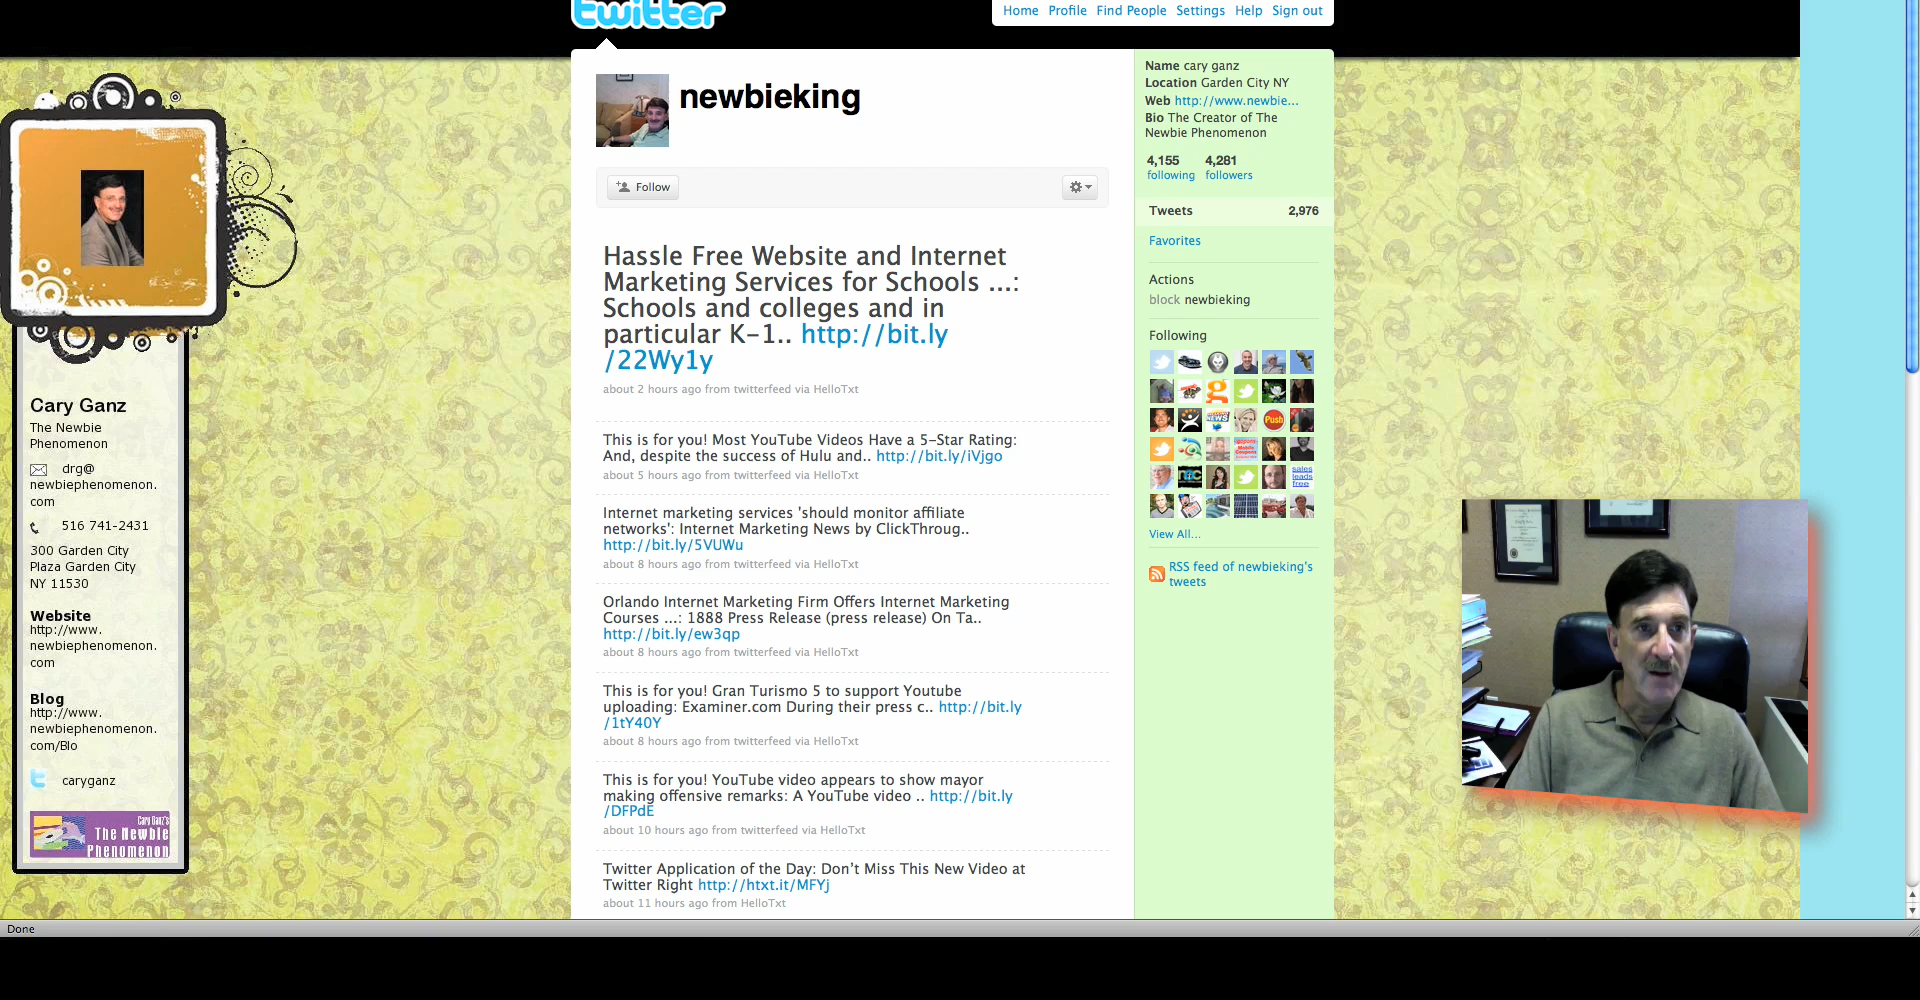 twitter
Home Profile Find People Settings Help Sign out
newbieking
Follow
Hassle Free Website and Internet
Marketing Services for Schools ...:
Schools and colleges and in
particular K-1.. http://bit.ly
/22Wy1y
about 2 hours ago from twitterfeed via HelloTxt
This is for you! Most YouTube Videos Have a 5-Star Rating:
And, despite the success of Hulu and.. http://bit.ly/iVjgo
about 5 hours ago from twitterfeed via HelloTxt
Internet marketing services 'should monitor affiliate
networks': Internet Marketing News by ClickThroug..
http://bit.ly/5VUWu
about 8 hours ago from twitterfeed via HelloTxt
Orlando Internet Marketing Firm Offers Internet Marketing
Courses ...: 1888 Press Release (press release) On Ta..
http://bit.ly/ew3qp
about 8 hours ago from twitterfeed via HelloTxt
This is for you! Gran Turismo 5 to support Youtube
uploading: Examiner.com During their press c.. http://bit.ly
/1tY40Y
about 8 hours ago from twitterfeed via HelloTxt
This is for you! YouTube video appears to show mayor
making offensive remarks: A YouTube video .. http://bit.ly
/DFPdE
about 10 hours ago from twitterfeed via HelloTxt
Twitter Application of the Day: Don't Miss This New Video at
Twitter Right http://htxt.it/MFYj
about 11 hours ago from HelloTxt
Name cary ganz
Location Garden City NY
Web http://www.newbie...
Bio The Creator of The
Newbie Phenomenon
4,155 4,281
following followers
Tweets 2,976
Favorites
Actions
block newbieking
Following
Push
sales
leads
free
View All...
RSS feed of newbieking's
tweets
Cary Ganz
The Newbie
Phenomenon
drg@
newbiephenomenon.
com
516 741-2431
300 Garden City
Plaza Garden City
NY 11530
Website
http://www.
newbiephenomenon.
com
Blog
http://www.
newbiephenomenon.
com/Blo
caryganz
Cary Ganz's
The Newbie
Phenomenon
Done